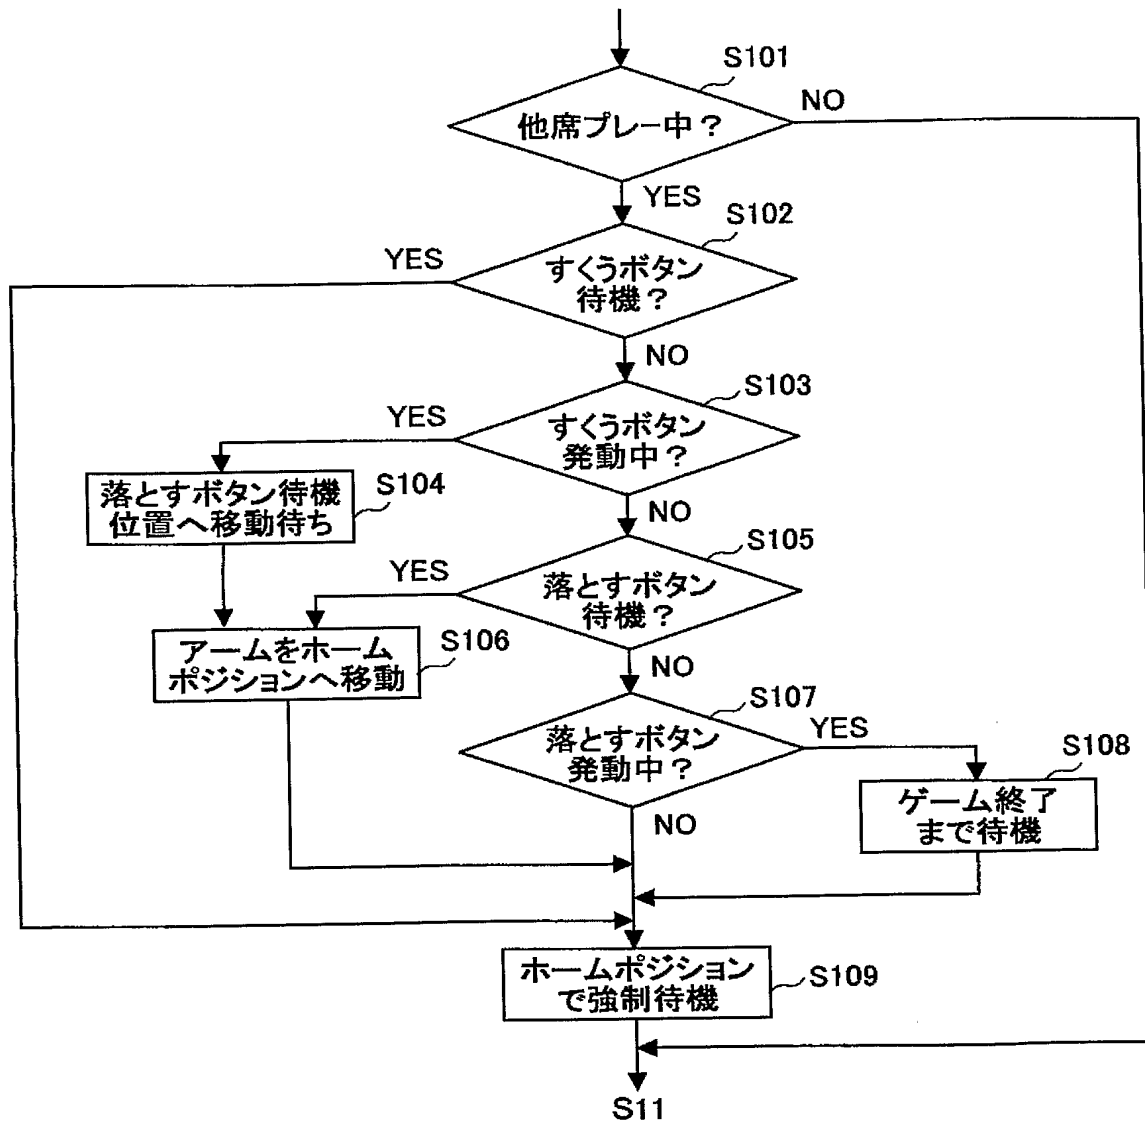 S101
他席プレー中？
NO
YES
S102
YES
すくうボタン
待機？
NO
S103
YES
すくうボタン
発動中？
S104
落とすボタン待機
位置へ移動待ち
NO
S105
YES
落とすボタン
待機？
S106
アームをホーム
ポジションへ移動
NO
S107
YES
落とすボタン
発動中？
S108
ゲーム終了
まで待機
NO
S109
ホームポジション
で強制待機
S11